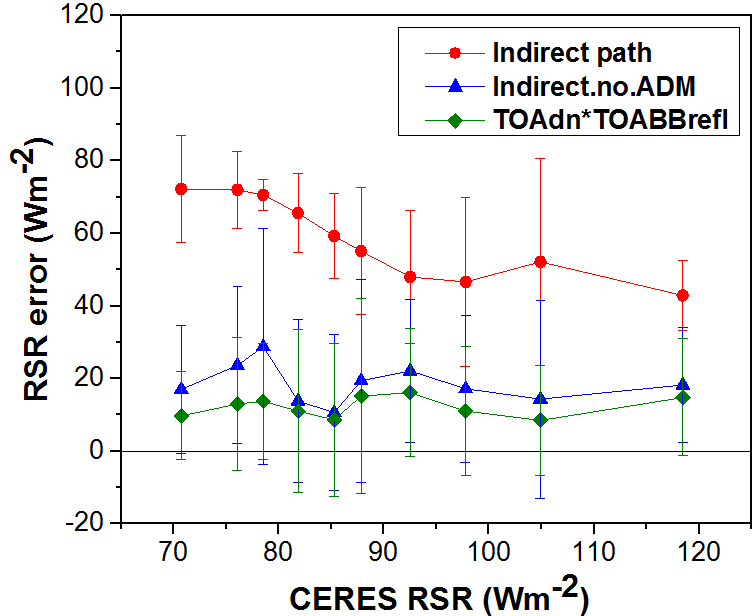 120
100
80
60
40
20
0
-20
RSR error (Wm-2)
Indirect path
Indirect.no.ADM
TOAdn*TOABBrefl
70 80 90 100 110 120
CERES RSR (Wm-2)